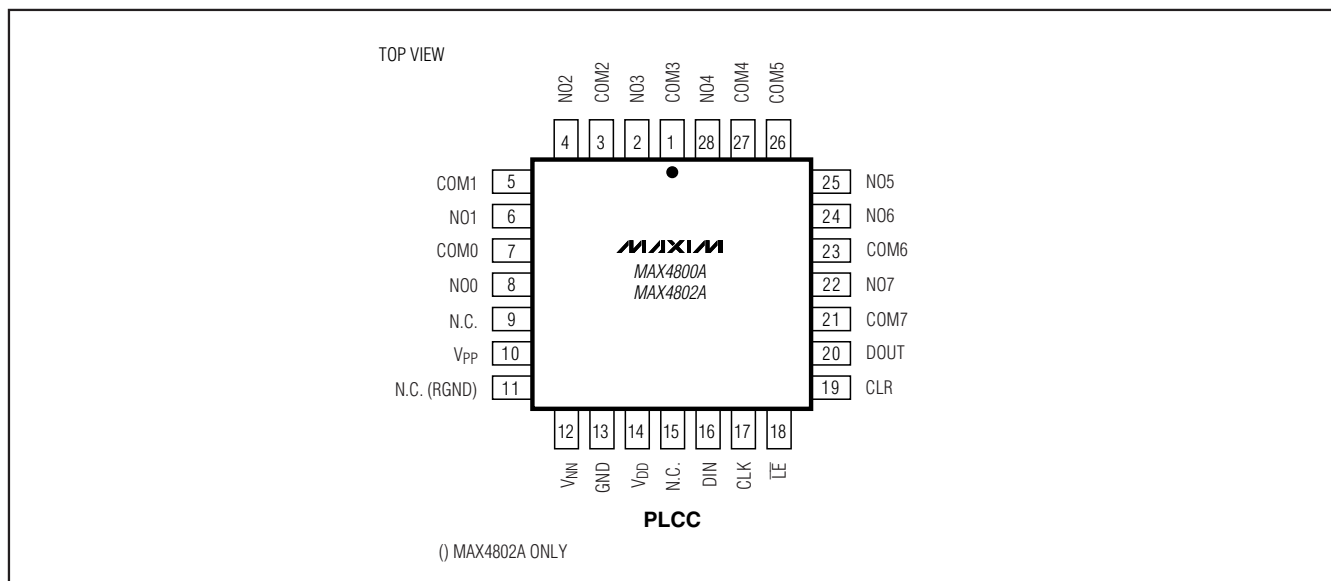 TOP VIEW
NO2
COM2
NO3
COM3
NO4
COM4
COM5
4
3
2
1
28
27
26
COM1 5
NO1 6
COM0 7
NO0 8
N.C. 9
VPP 10
N.C. (RGND) 11
MAXIM
MAX4800A
MAX4802A
25 NO5
24 NO6
23 COM6
22 NO7
21 COM7
20 DOUT
19 CLR
12
13
14
15
16
17
18
VNN
GND
VDD
N.C.
DIN
CLK
L̅E̅
PLCC
() MAX4802A ONLY